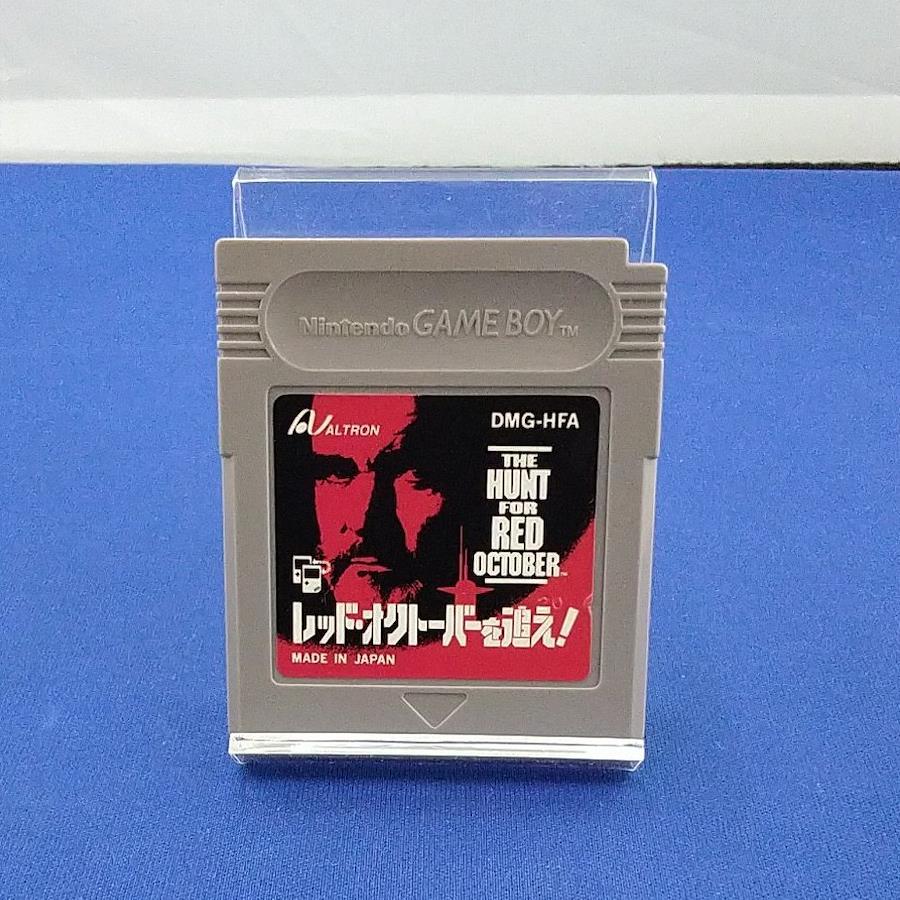 Nintendo GAME BOY TM
ALTRON
DMG-HFA
THE
HUNT
FOR
RED
OCTOBER TM
レッド・オクトーバーを追え!
MADE IN JAPAN